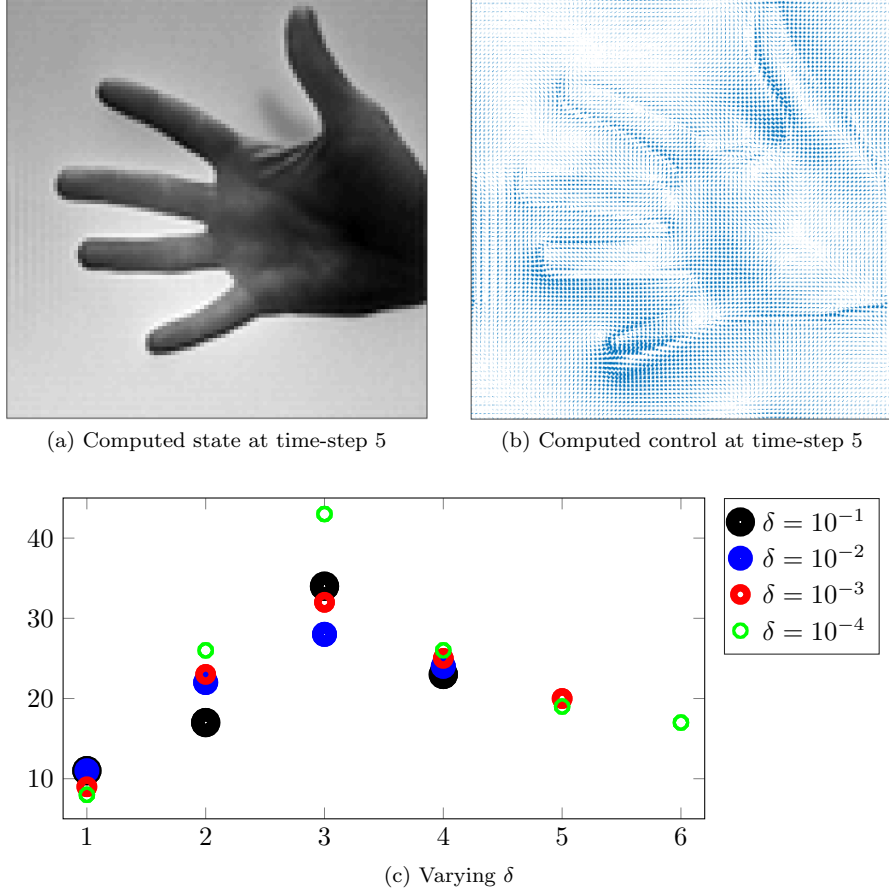 (a) Computed state at time-step 5
(b) Computed control at time-step 5
40
30
20
10
1 2 3 4 5 6
δ = 10⁻¹
δ = 10⁻²
δ = 10⁻³
δ = 10⁻⁴
(c) Varying δ